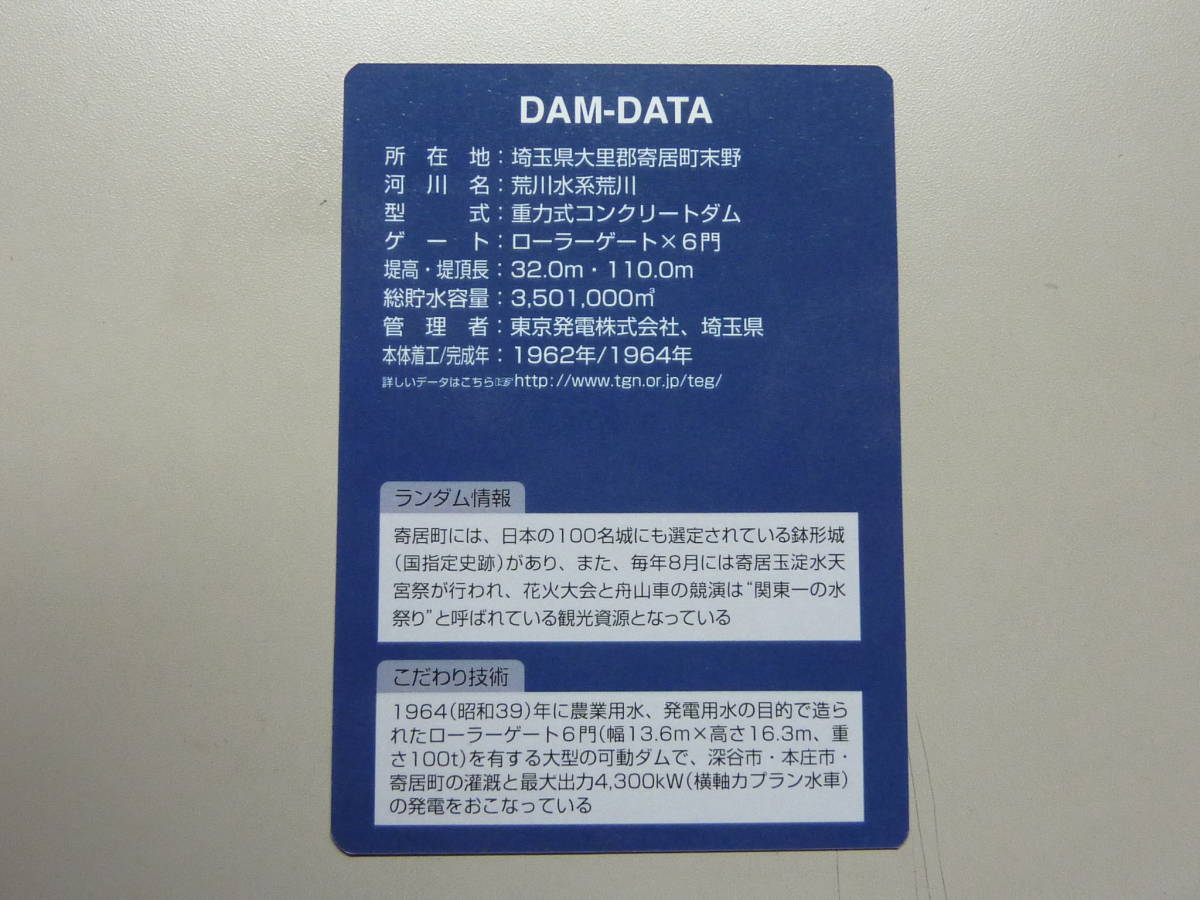 DAM-DATA
所在地：埼玉県大里郡寄居町末野
河川名：荒川水系荒川
型式：重力式コンクリートダム
ゲート：ローラーゲート×6門
堤高・堤頂長：32.0m・110.0m
総貯水容量：3,501,000㎥
管理者：東京発電株式会社、埼玉県
本体着工/完成年：1962年/1964年
詳しいデータはこちら☞http://www.tgn.or.jp/teg/
ランダム情報
寄居町には、日本の100名城にも選定されている鉢形城
(国指定史跡)があり、また、毎年8月には寄居玉淀水天
宮祭が行われ、花火大会と舟山車の競演は“関東一の水
祭り”と呼ばれている観光資源となっている
こだわり技術
1964(昭和39)年に農業用水、発電用水の目的で造ら
れたローラーゲート6門(幅13.6m×高さ16.3m、重
さ100t)を有する大型の可動ダムで、深谷市・本庄市・
寄居町の灌漑と最大出力4,300kW(横軸カプラン水車)
の発電をおこなっている